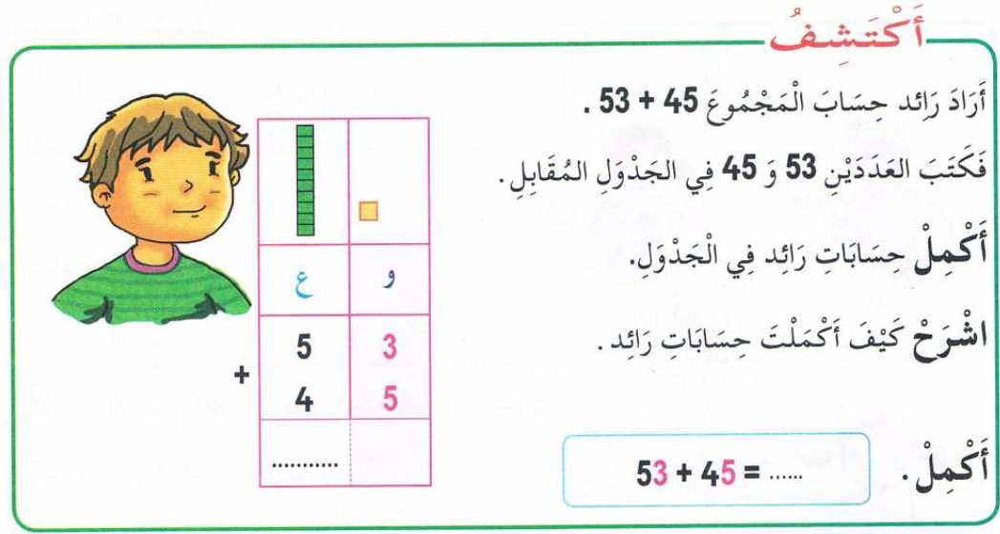 أَكْتَشِفُ
أَرَادَ رَائِد حِسَابَ الْمَجْمُوعَ 45 + 53 .
فَكَتَبَ العَدَدَيْنِ 53 وَ 45 فِي الجَدْوَلِ المُقَابِلِ .
أَكْمِلْ حِسَابَاتِ رَائِد فِي الْجَدْوَلِ.
اشْرَحْ كَيْفَ أَكْمَلْتَ حِسَابَاتِ رَائِد .
ع و
5 3
+
4 5
...........
أَكْمِلْ .
53 + 45 = ......